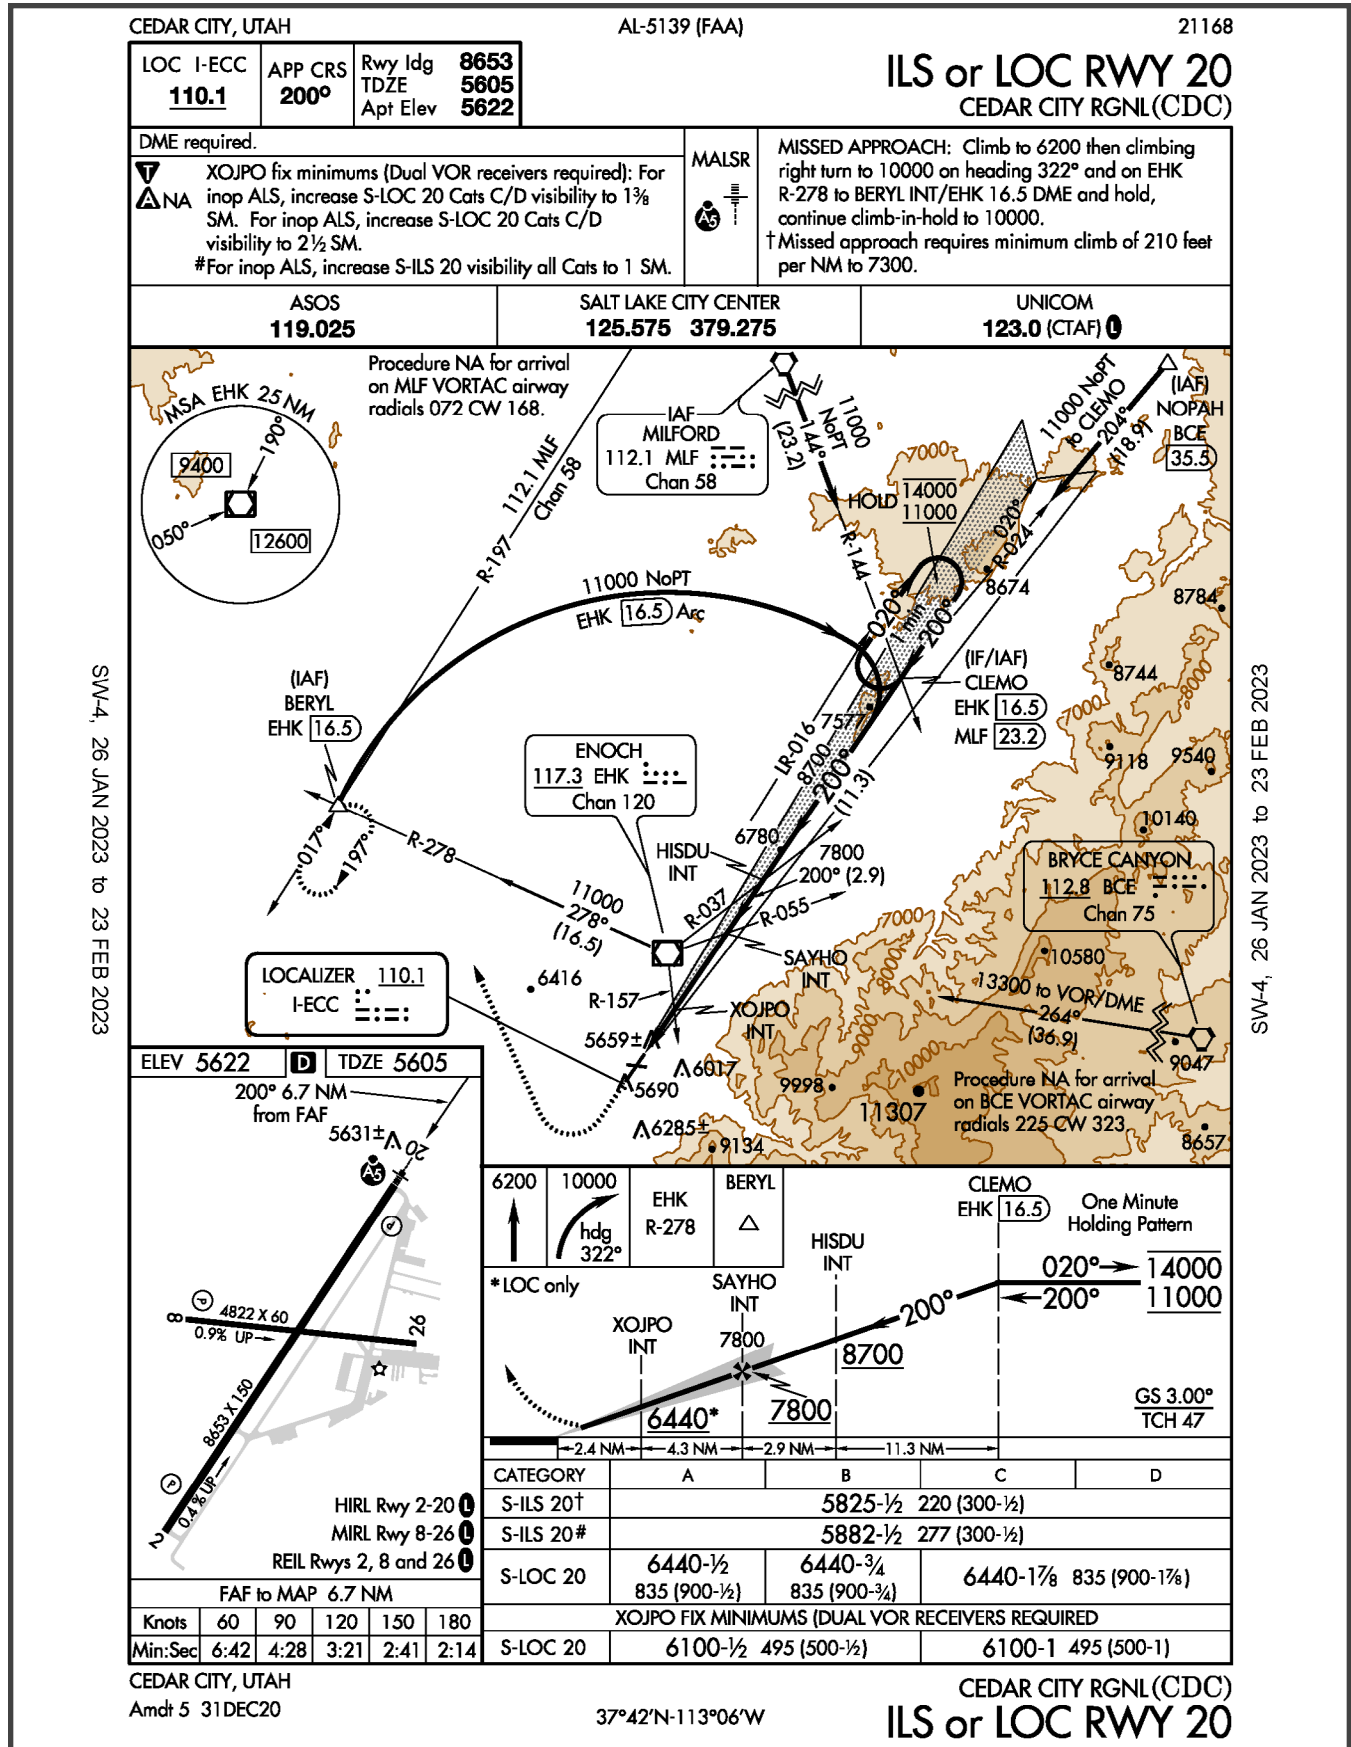 CEDAR CITY, UTAH
AL-5139 (FAA)
21168
LOC I-ECC
110.1
APP CRS
200°
Rwy ldg 8653
TDZE 5605
Apt Elev 5622
ILS or LOC RWY 20
CEDAR CITY RGNL (CDC)
DME required.
T
A NA
XOJPO fix minimums (Dual VOR receivers required): For
inop ALS, increase S-LOC 20 Cats C/D visibility to 1⅜
SM. For inop ALS, increase S-LOC 20 Cats C/D
visibility to 2½ SM.
#For inop ALS, increase S-ILS 20 visibility all Cats to 1 SM.
MALSR
A5
MISSED APPROACH: Climb to 6200 then climbing
right turn to 10000 on heading 322° and on EHK
R-278 to BERYL INT/EHK 16.5 DME and hold,
continue climb-in-hold to 10000.
†Missed approach requires minimum climb of 210 feet
per NM to 7300.
ASOS
119.025
SALT LAKE CITY CENTER
125.575 379.275
UNICOM
123.0 (CTAF) L
MSA EHK 25 NM
190°
9400
050°
12600
Procedure NA for arrival
on MLF VORTAC airway
radials 072 CW 168.
112.1 MLF
Chan 58
R-197
IAF
MILFORD
112.1 MLF
Chan 58
11000
NoPT
144°
(23.2)
R-144
HOLD 14000
11000
7000
11000 NoPT
to CLEMO
204°
(18.9)
(IAF)
NOPAH
BCE
35.5
020°
R-024
8674
8784
11000 NoPT
EHK 16.5 Arc
020°
1 min
200°
(IF/IAF)
CLEMO
EHK 16.5
MLF 23.2
8744
8000
7000
9118
9540
10140
(IAF)
BERYL
EHK 16.5
LR-016
7577
8700
200°
(11.3)
ENOCH
117.3 EHK
Chan 120
6780
HISDU
INT
7800
200° (2.9)
R-037
R-055
SAYHO
INT
017°
197°
R-278
11000
278°
(16.5)
BRYCE CANYON
112.8 BCE
Chan 75
7000
8000
10580
13300 to VOR/DME
264°
(36.9)
9047
LOCALIZER 110.1
I-ECC
6416
R-157
XOJPO
INT
5659±
6017
5690
6285±
9134
9000
9998
10000
11307
Procedure NA for arrival
on BCE VORTAC airway
radials 225 CW 323.
8657
ELEV 5622
D
TDZE 5605
200° 6.7 NM
from FAF
5631±
20
A5
P
P
8
4822 X 60
0.9% UP
26
8653 X 150
P
0.4% UP
2
HIRL Rwy 2-20 L
MIRL Rwy 8-26 L
REIL Rwys 2, 8 and 26 L
FAF to MAP 6.7 NM
Knots 60 90 120 150 180
Min:Sec 6:42 4:28 3:21 2:41 2:14
6200
10000
hdg
322°
EHK
R-278
BERYL
*LOC only
XOJPO
INT
SAYHO
INT
HISDU
INT
CLEMO
EHK 16.5
One Minute
Holding Pattern
020°
14000
200°
11000
200°
8700
7800
7800
6440*
GS 3.00°
TCH 47
2.4 NM 4.3 NM 2.9 NM 11.3 NM
CATEGORY A B C D
S-ILS 20† 5825-½ 220 (300-½)
S-ILS 20# 5882-½ 277 (300-½)
S-LOC 20
6440-½
835 (900-½)
6440-¾
835 (900-¾)
6440-1⅞ 835 (900-1⅞)
XOJPO FIX MINIMUMS (DUAL VOR RECEIVERS REQUIRED
S-LOC 20 6100-½ 495 (500-½) 6100-1 495 (500-1)
CEDAR CITY, UTAH
Amdt 5 31DEC20
37°42'N-113°06'W
CEDAR CITY RGNL (CDC)
ILS or LOC RWY 20
SW-4, 26 JAN 2023 to 23 FEB 2023
SW-4, 26 JAN 2023 to 23 FEB 2023